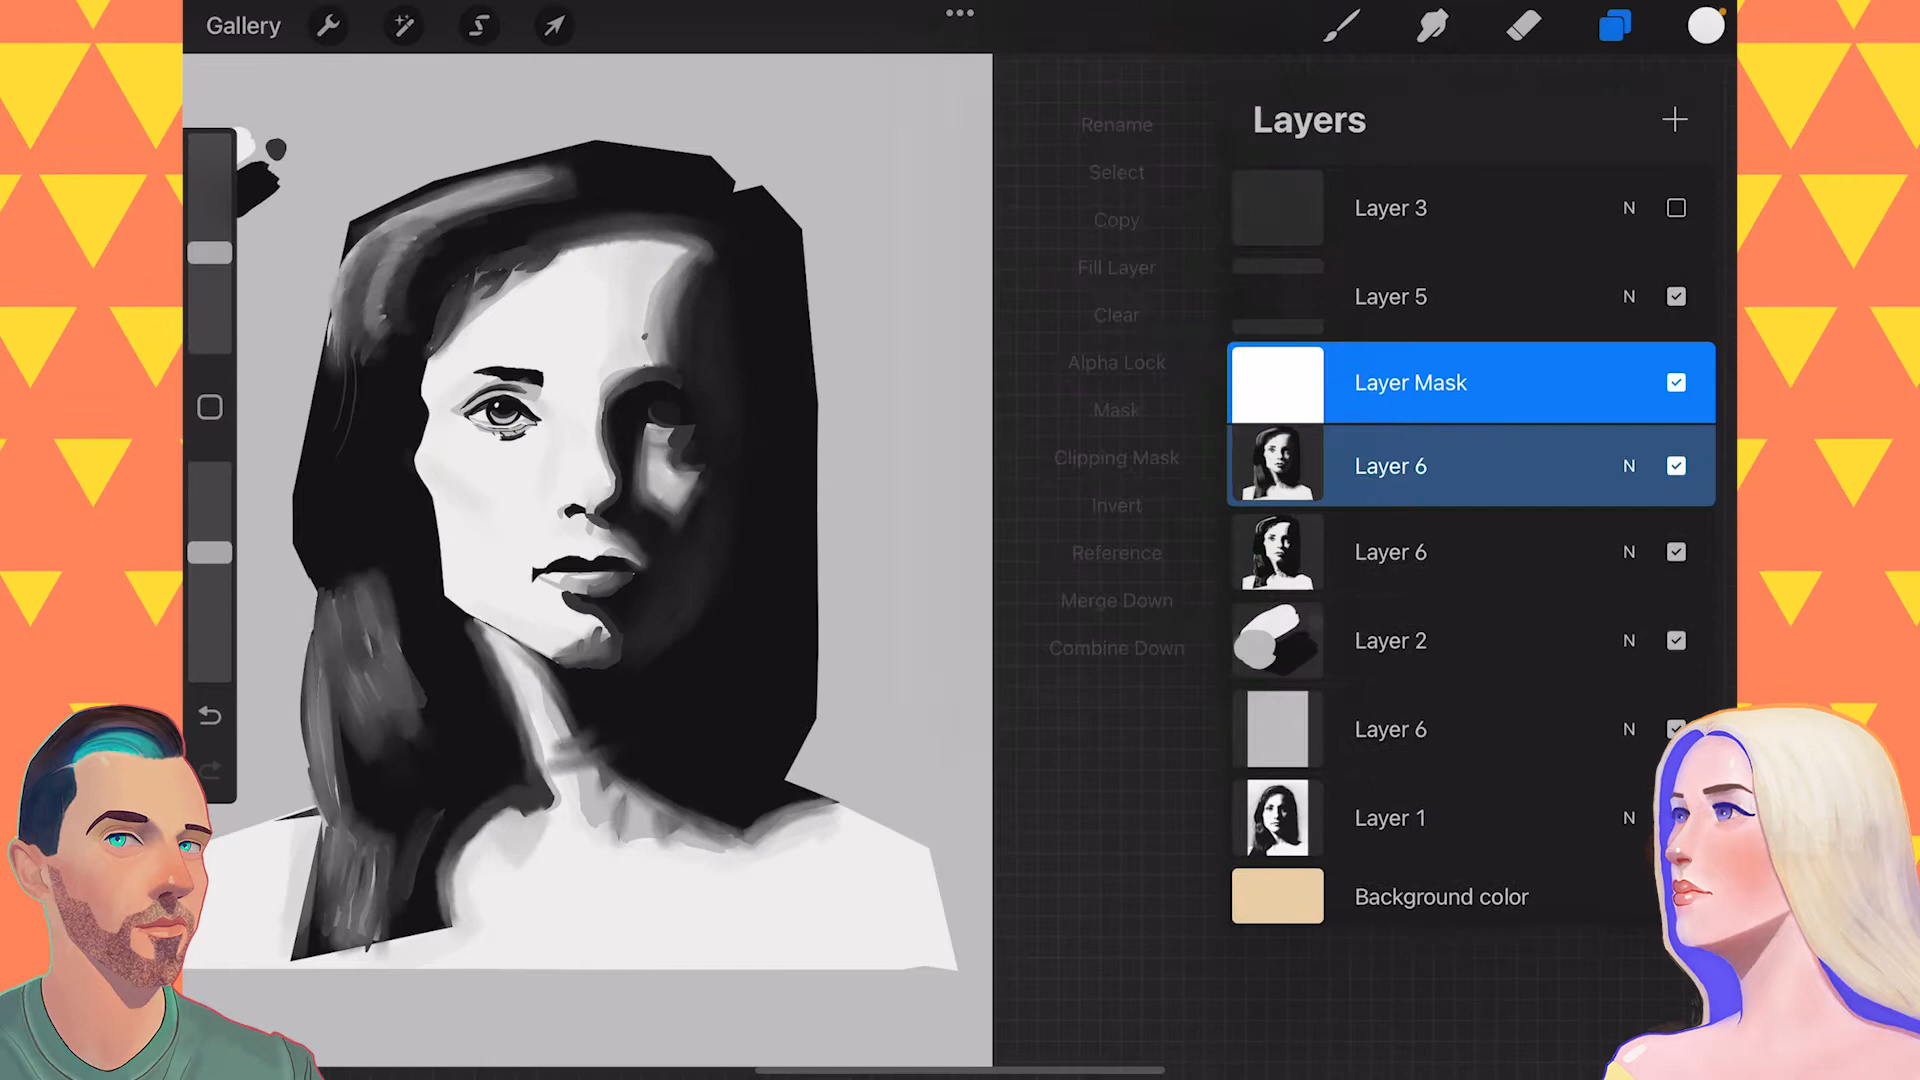 Gallery
Rename
Select
Copy
Fill Layer
Clear
Alpha Lock
Mask
Clipping Mask
Invert
Reference
Merge Down
Combine Down
Layers
Layer 3 N
Layer 5 N
Layer Mask
Layer 6 N
Layer 6 N
Layer 2 N
Layer 6 N
Layer 1 N
Background color